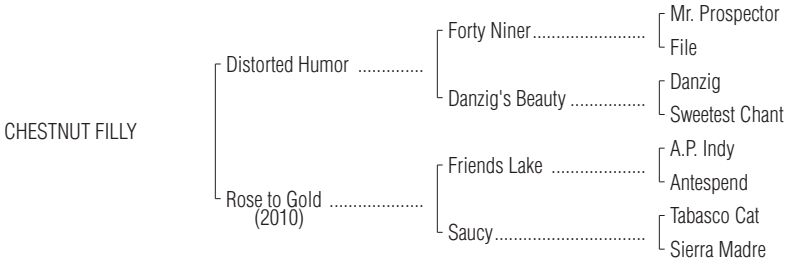 Mr. Prospector
Forty Niner........................
File
Distorted Humor ..............
Danzig
Danzig's Beauty ................
Sweetest Chant
CHESTNUT FILLY
A.P. Indy
Friends Lake ....................
Antespend
Rose to Gold ....................
(2010)
Tabasco Cat
Saucy................................
Sierra Madre